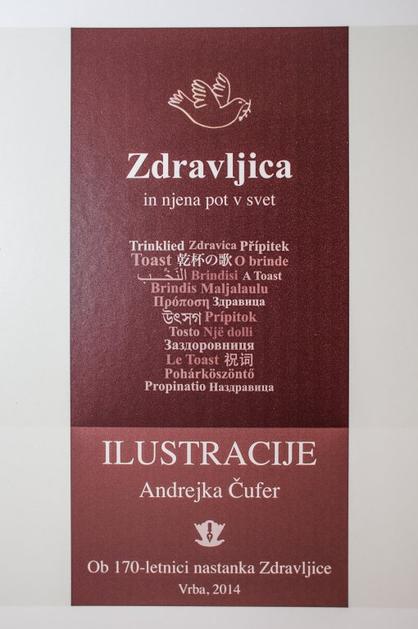 Zdravljica
in njena pot v svet
Trinklied Zdravica Přípitek
Toast 乾杯の歌 O brinde
النَّخْب Brindisi A Toast
Brindis Maljalaulu
Πρόποση Здравица
উৎসর্গ Prípitok
Tosto Një dolli
Заздоровниця
Le Toast 祝词
Pohárköszöntő
Propinatio Наздравица
ILUSTRACIJE
Andrejka Čufer
Ob 170-letnici nastanka Zdravljice
Vrba, 2014